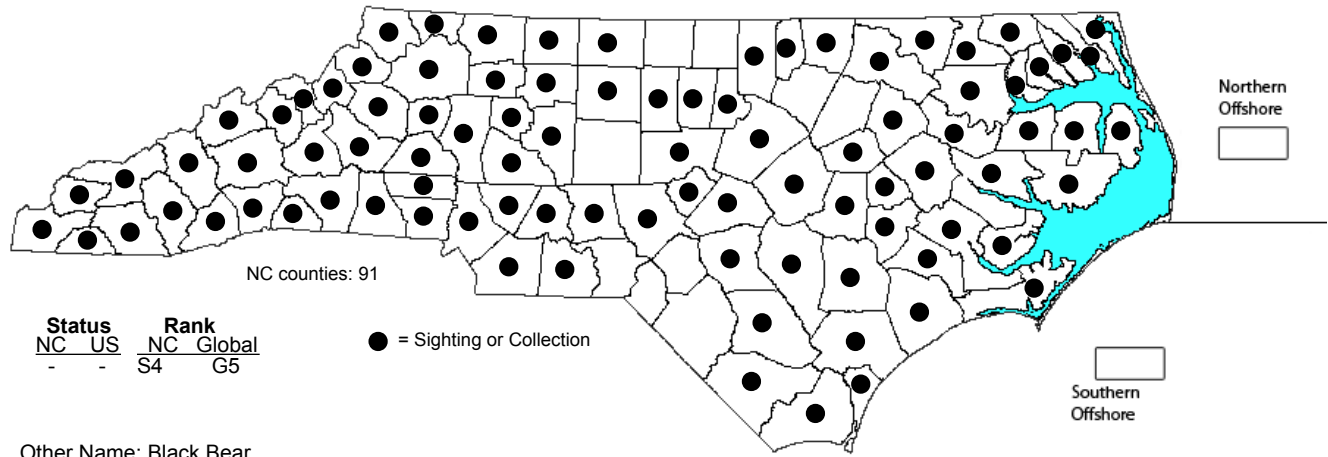 Northern
Offshore
NC counties: 91
Status Rank
NC US NC Global
- - S4 G5
= Sighting or Collection
Southern
Offshore
Other Name: Black Bear